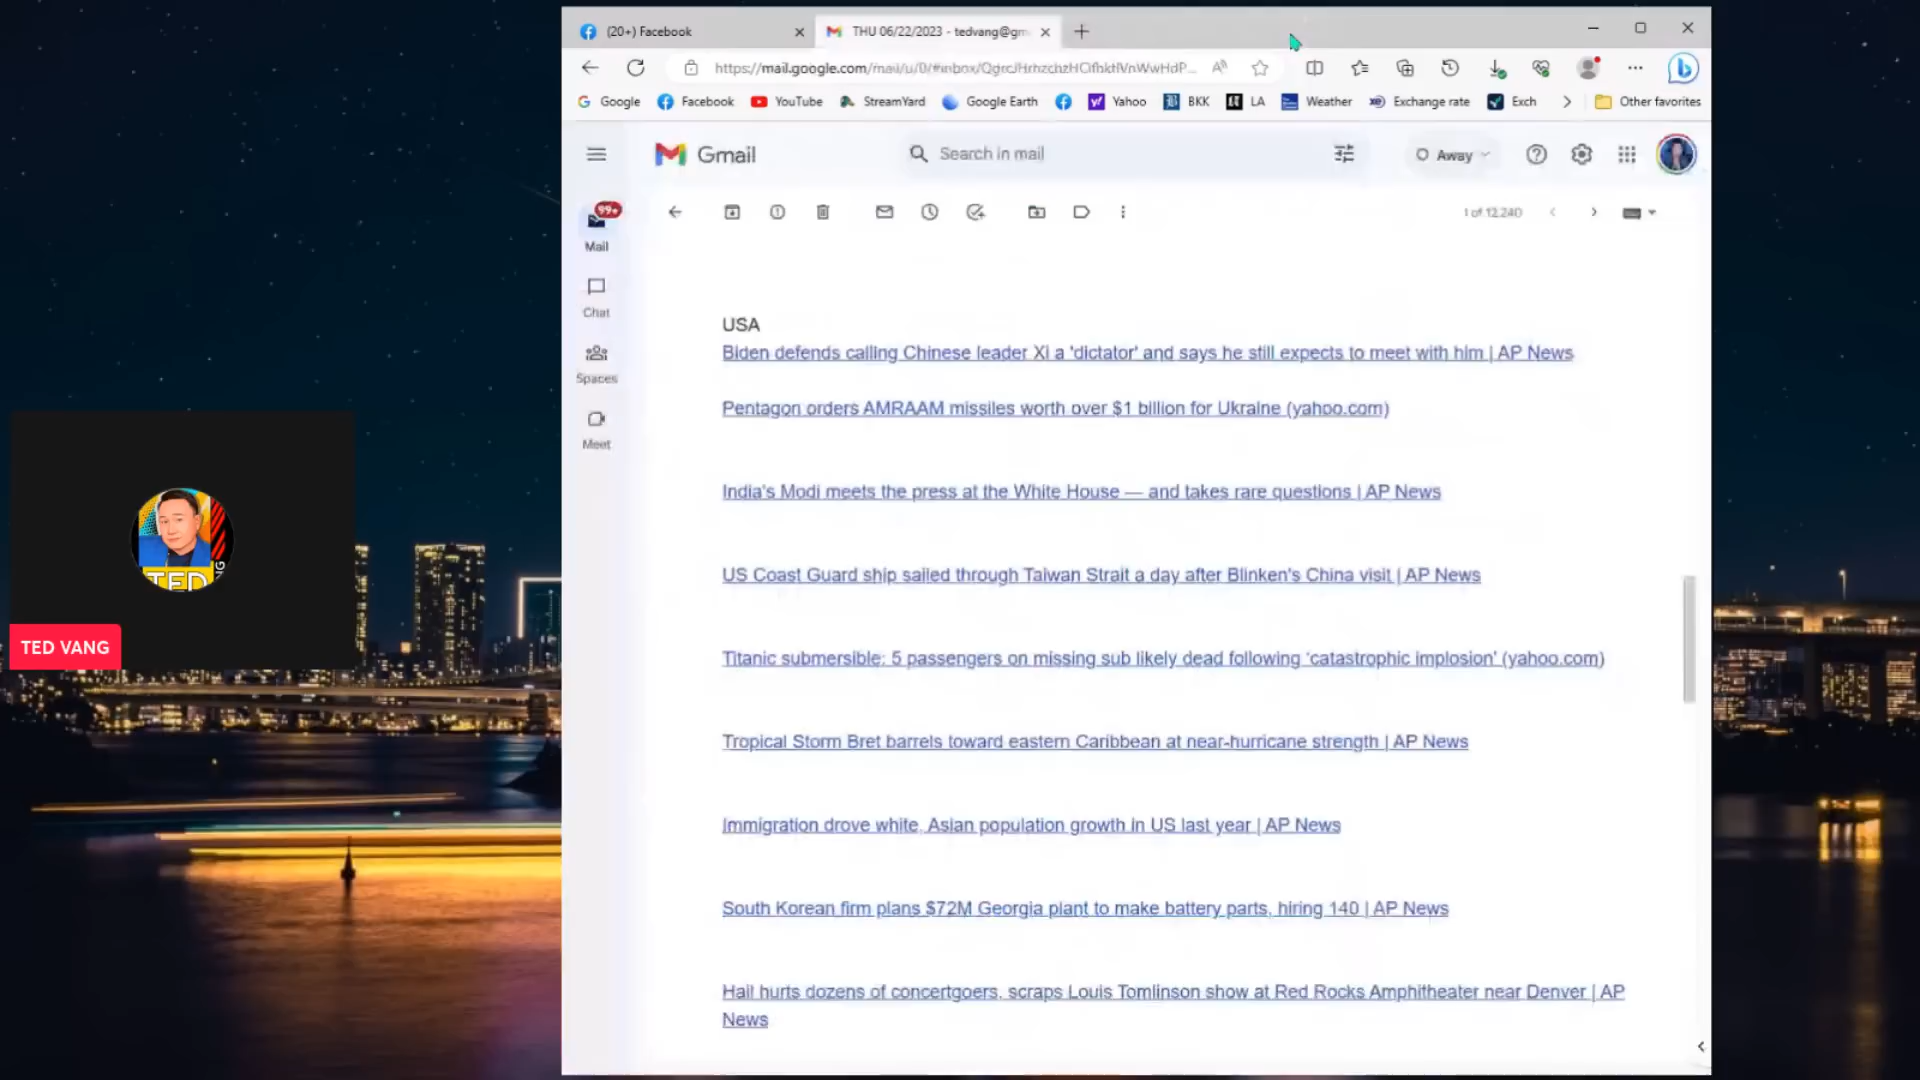 (20+) Facebook
THU 06/22/2023 - tedvang@gm
https://mail.google.com/mail/u/0/#inbox/
Google
Facebook
YouTube
StreamYard
Google Earth
Yahoo
BKK
LA
Weather
Exchange rate
Exch
Other favorites
Gmail
Search in mail
Away
99+
Mail
Chat
Spaces
Meet
1 of 12,240
USA
Biden defends calling Chinese leader Xi a 'dictator' and says he still expects to meet with him | AP News
Pentagon orders AMRAAM missiles worth over $1 billion for Ukraine (yahoo.com)
India's Modi meets the press at the White House — and takes rare questions | AP News
US Coast Guard ship sailed through Taiwan Strait a day after Blinken's China visit | AP News
Titanic submersible: 5 passengers on missing sub likely dead following ‘catastrophic implosion’ (yahoo.com)
Tropical Storm Bret barrels toward eastern Caribbean at near-hurricane strength | AP News
Immigration drove white, Asian population growth in US last year | AP News
South Korean firm plans $72M Georgia plant to make battery parts, hiring 140 | AP News
Hail hurts dozens of concertgoers, scraps Louis Tomlinson show at Red Rocks Amphitheater near Denver | AP
News
TED
TED VANG